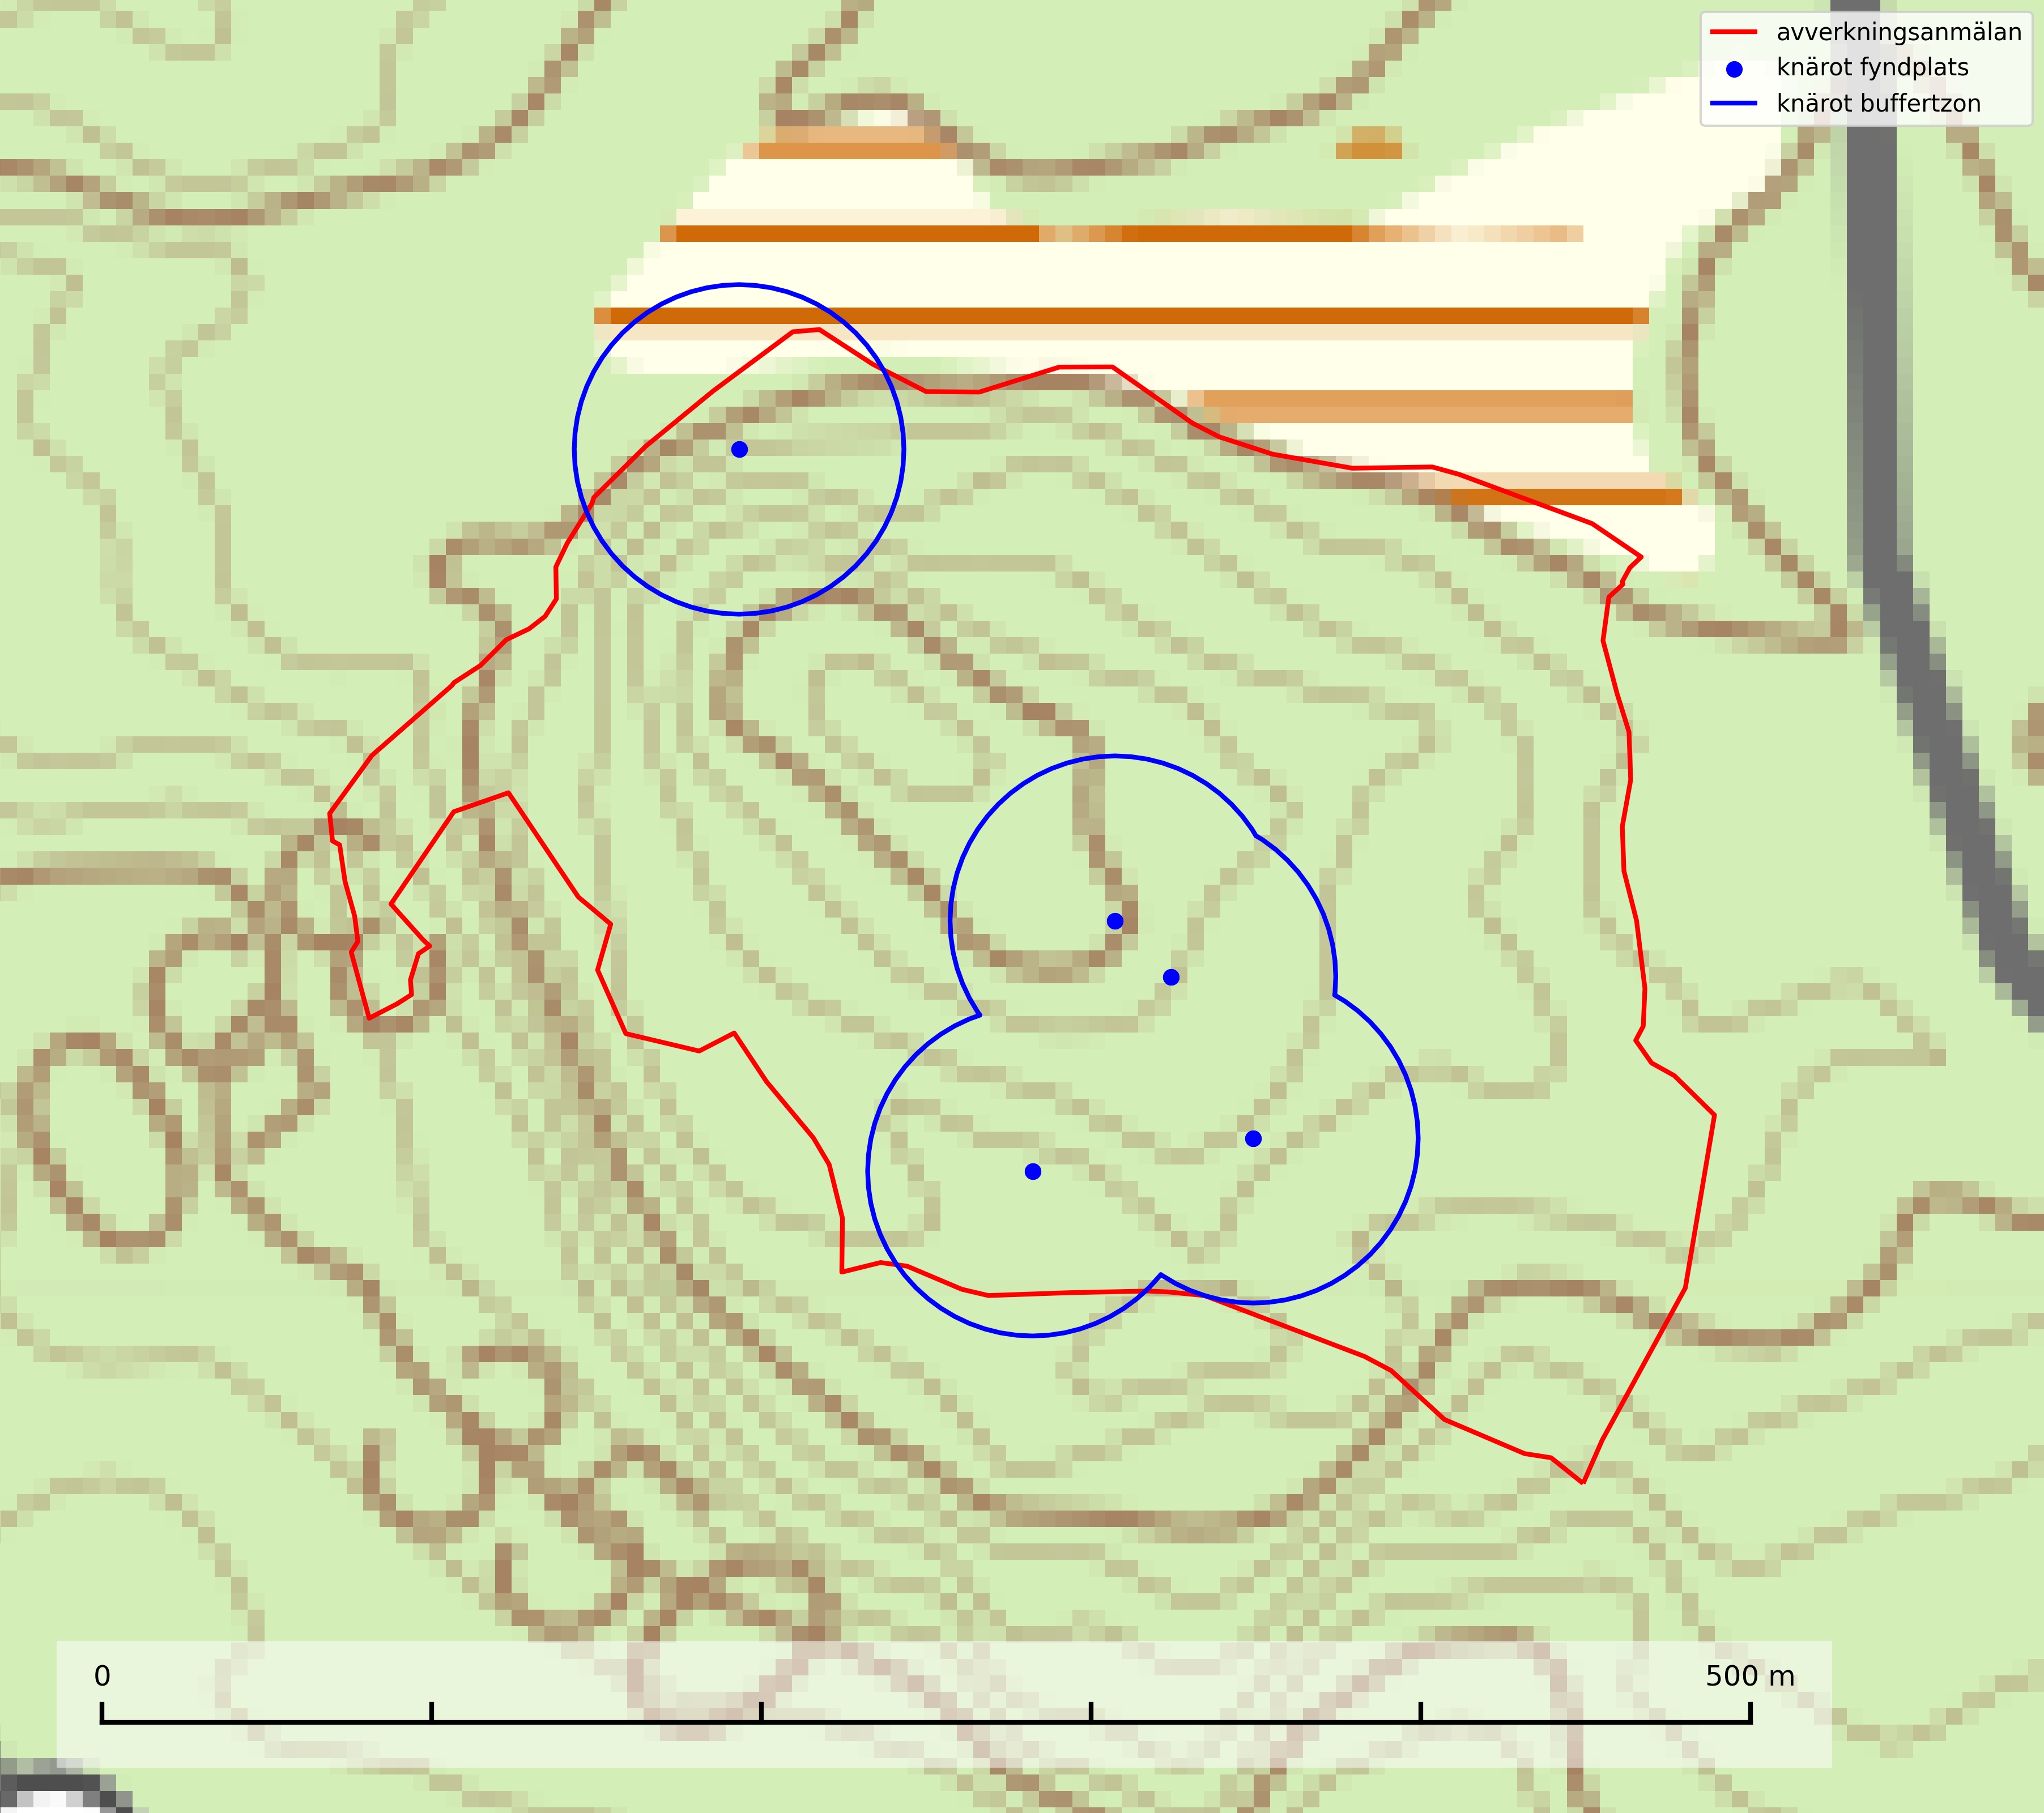 avverkningsanmälan
knärot fyndplats
knärot buffertzon
0
500 m